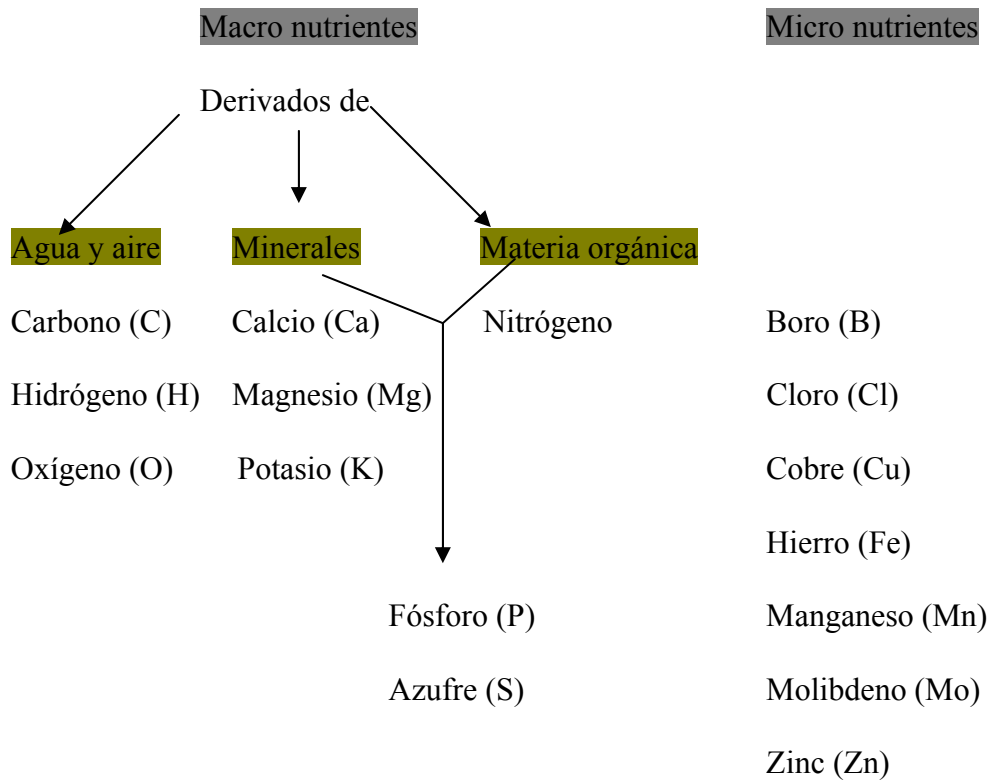 Macro nutrientes Micro nutrientes
Derivados de
Agua y aire Minerales Materia orgánica
Carbono (C) Calcio (Ca) Nitrógeno Boro (B)
Hidrógeno (H) Magnesio (Mg) Cloro (Cl)
Oxígeno (O) Potasio (K) Cobre (Cu)
Hierro (Fe)
Fósforo (P) Manganeso (Mn)
Azufre (S) Molibdeno (Mo)
Zinc (Zn)